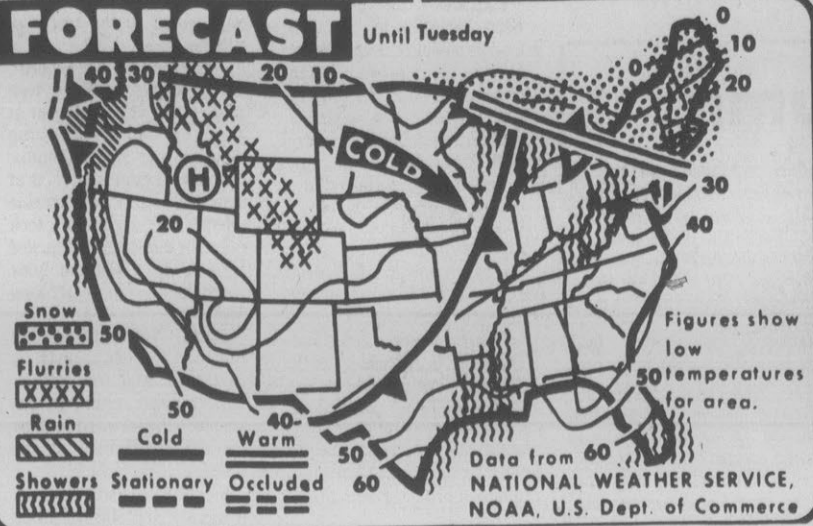 FORECAST Until Tuesday
0
10
20
0
40 30 20 10
COLD
H
30
40
20
Snow
50
Figures show
low
50 temperatures
for area.
Flurries
XXXX
50
40
Rain
Cold Warm
50
60
60
Data from
NATIONAL WEATHER SERVICE,
NOAA, U.S. Dept. of Commerce
Showers Stationary Occluded